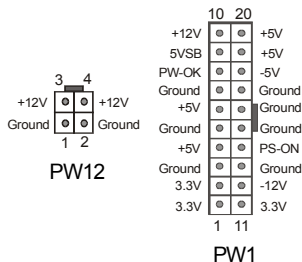 3 4
+12V +12V
Ground Ground
1 2
PW12
10 20
+12V +5V
5VSB +5V
PW-OK -5V
Ground Ground
+5V Ground
Ground Ground
+5V PS-ON
Ground Ground
3.3V -12V
3.3V 3.3V
1 11
PW1